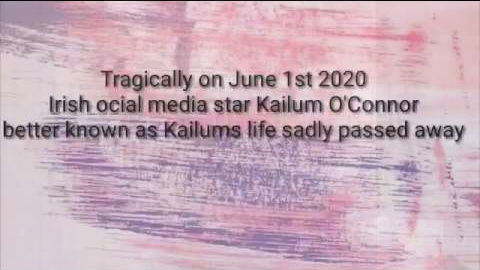 Tragically on June 1st 2020
Irish ocial media star Kailum O'Connor
better known as Kailums life sadly passed away